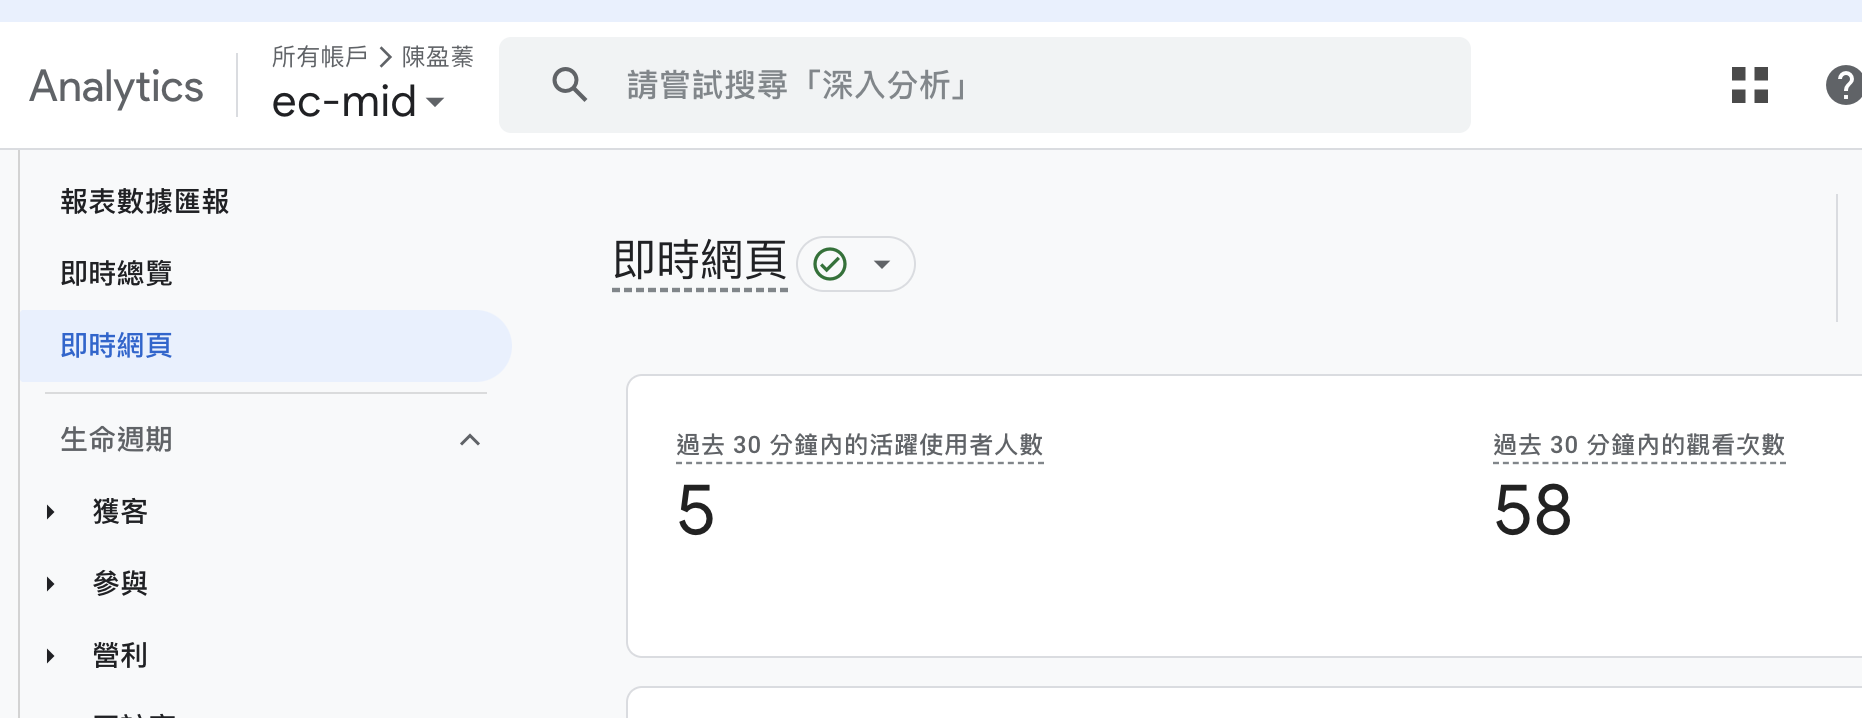 Analytics
所有帳戶 > 陳盈蓁
ec-mid
請嘗試搜尋「深入分析」
報表數據匯報
即時總覽
即時網頁
生命週期
獲客
參與
營利
即時網頁
過去 30 分鐘內的活躍使用者人數
5
過去 30 分鐘內的觀看次數
58